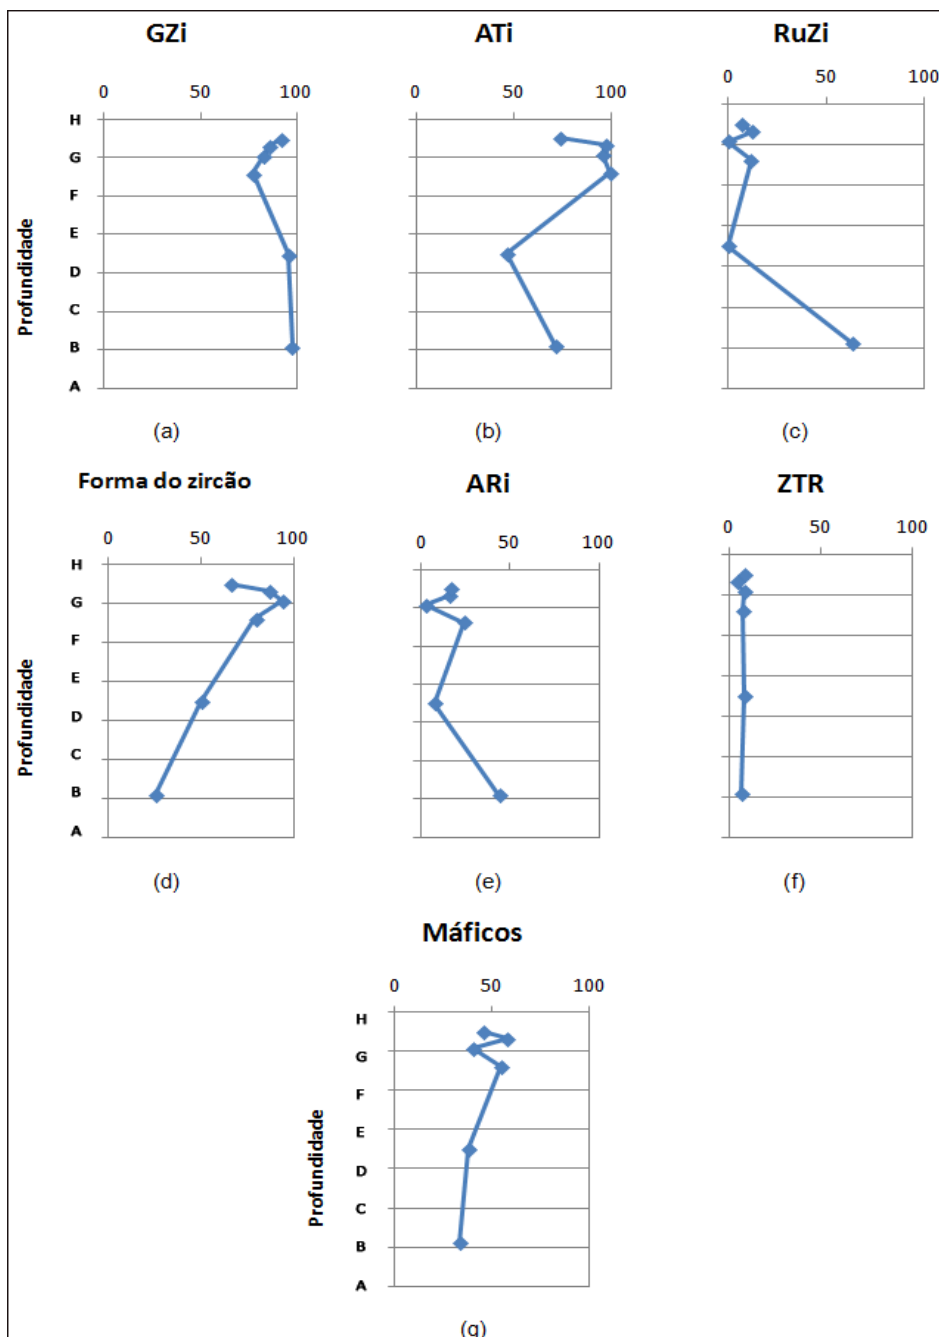 GZi
ATi
RuZi
0 50 100
0 50 100
0 50 100
H
G
F
E
D
C
B
A
Profundidade
(a)
(b)
(c)
Forma do zircão
ARi
ZTR
0 50 100
0 50 100
0 50 100
H
G
F
E
D
C
B
A
Profundidade
(d)
(e)
(f)
Máficos
0 50 100
H
G
F
E
D
C
B
A
Profundidade
(g)